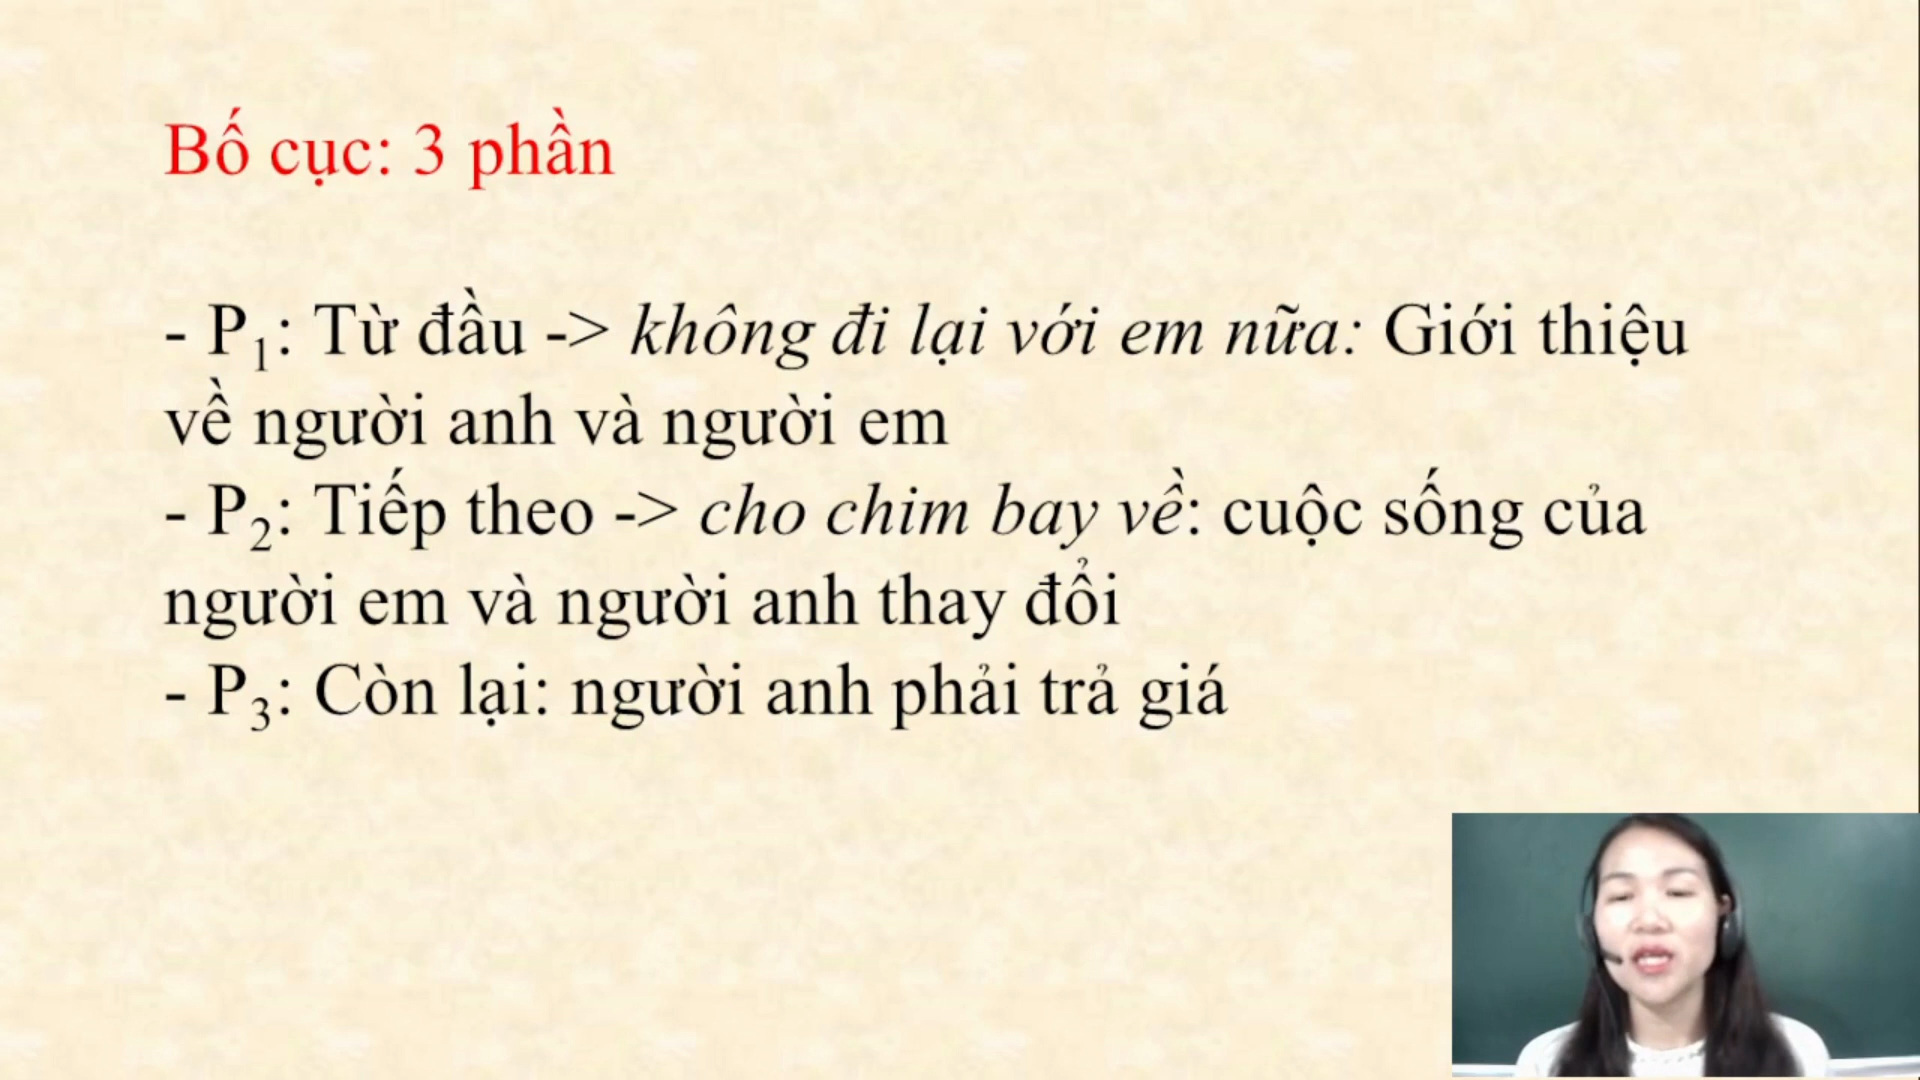 Bố cục: 3 phần
- P₁: Từ đầu -> không đi lại với em nữa: Giới thiệu
về người anh và người em
- P₂: Tiếp theo -> cho chim bay về: cuộc sống của
người em và người anh thay đổi
- P₃: Còn lại: người anh phải trả giá